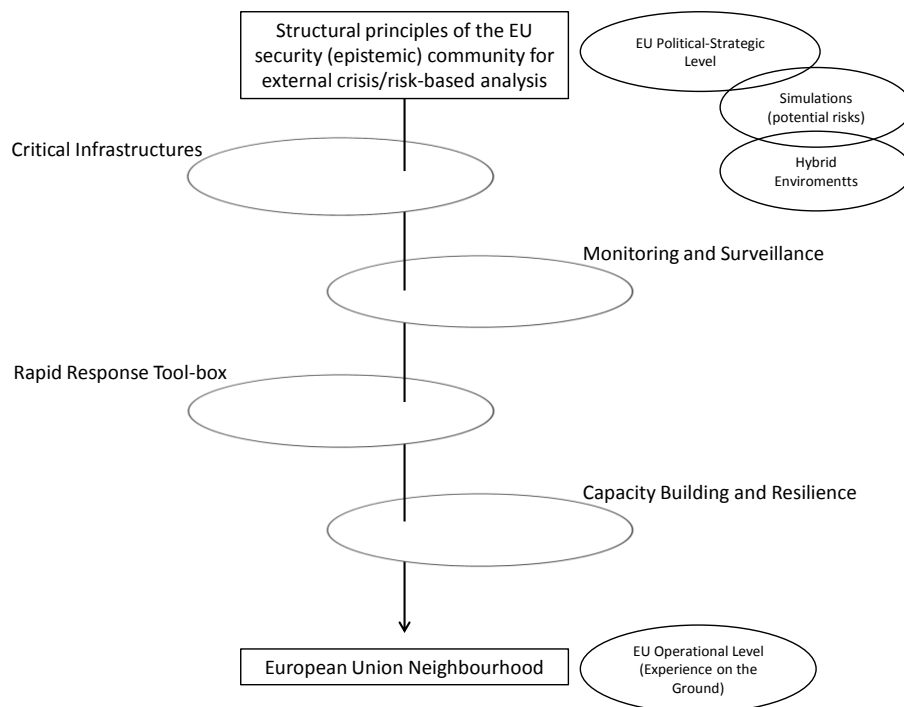 Structural principles of the EU
security (epistemic) community for
external crisis/risk-based analysis
EU Political-Strategic
Level
Simulations
(potential risks)
Hybrid
Enviromentts
Critical Infrastructures
Monitoring and Surveillance
Rapid Response Tool-box
Capacity Building and Resilience
European Union Neighbourhood
EU Operational Level
(Experience on the
Ground)